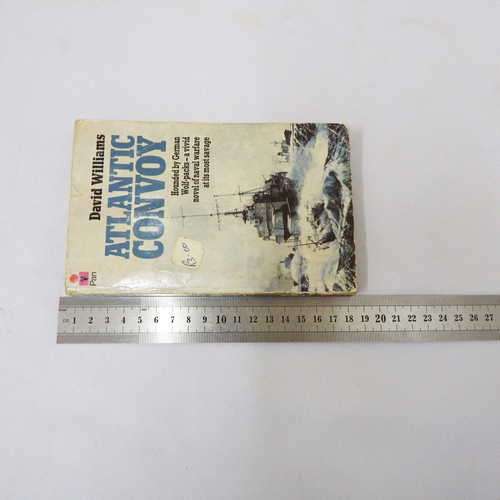 David Williams
ATLANTIC
CONVOY
Hounded by German
Wolf-packs – a vivid
novel of naval warfare
at its most savage
Pan
cm 1 2 3 4 5 6 7 8 9 10 11 12 13 14 15 16 17 18 19 20 21 22 23 24 25 26 27